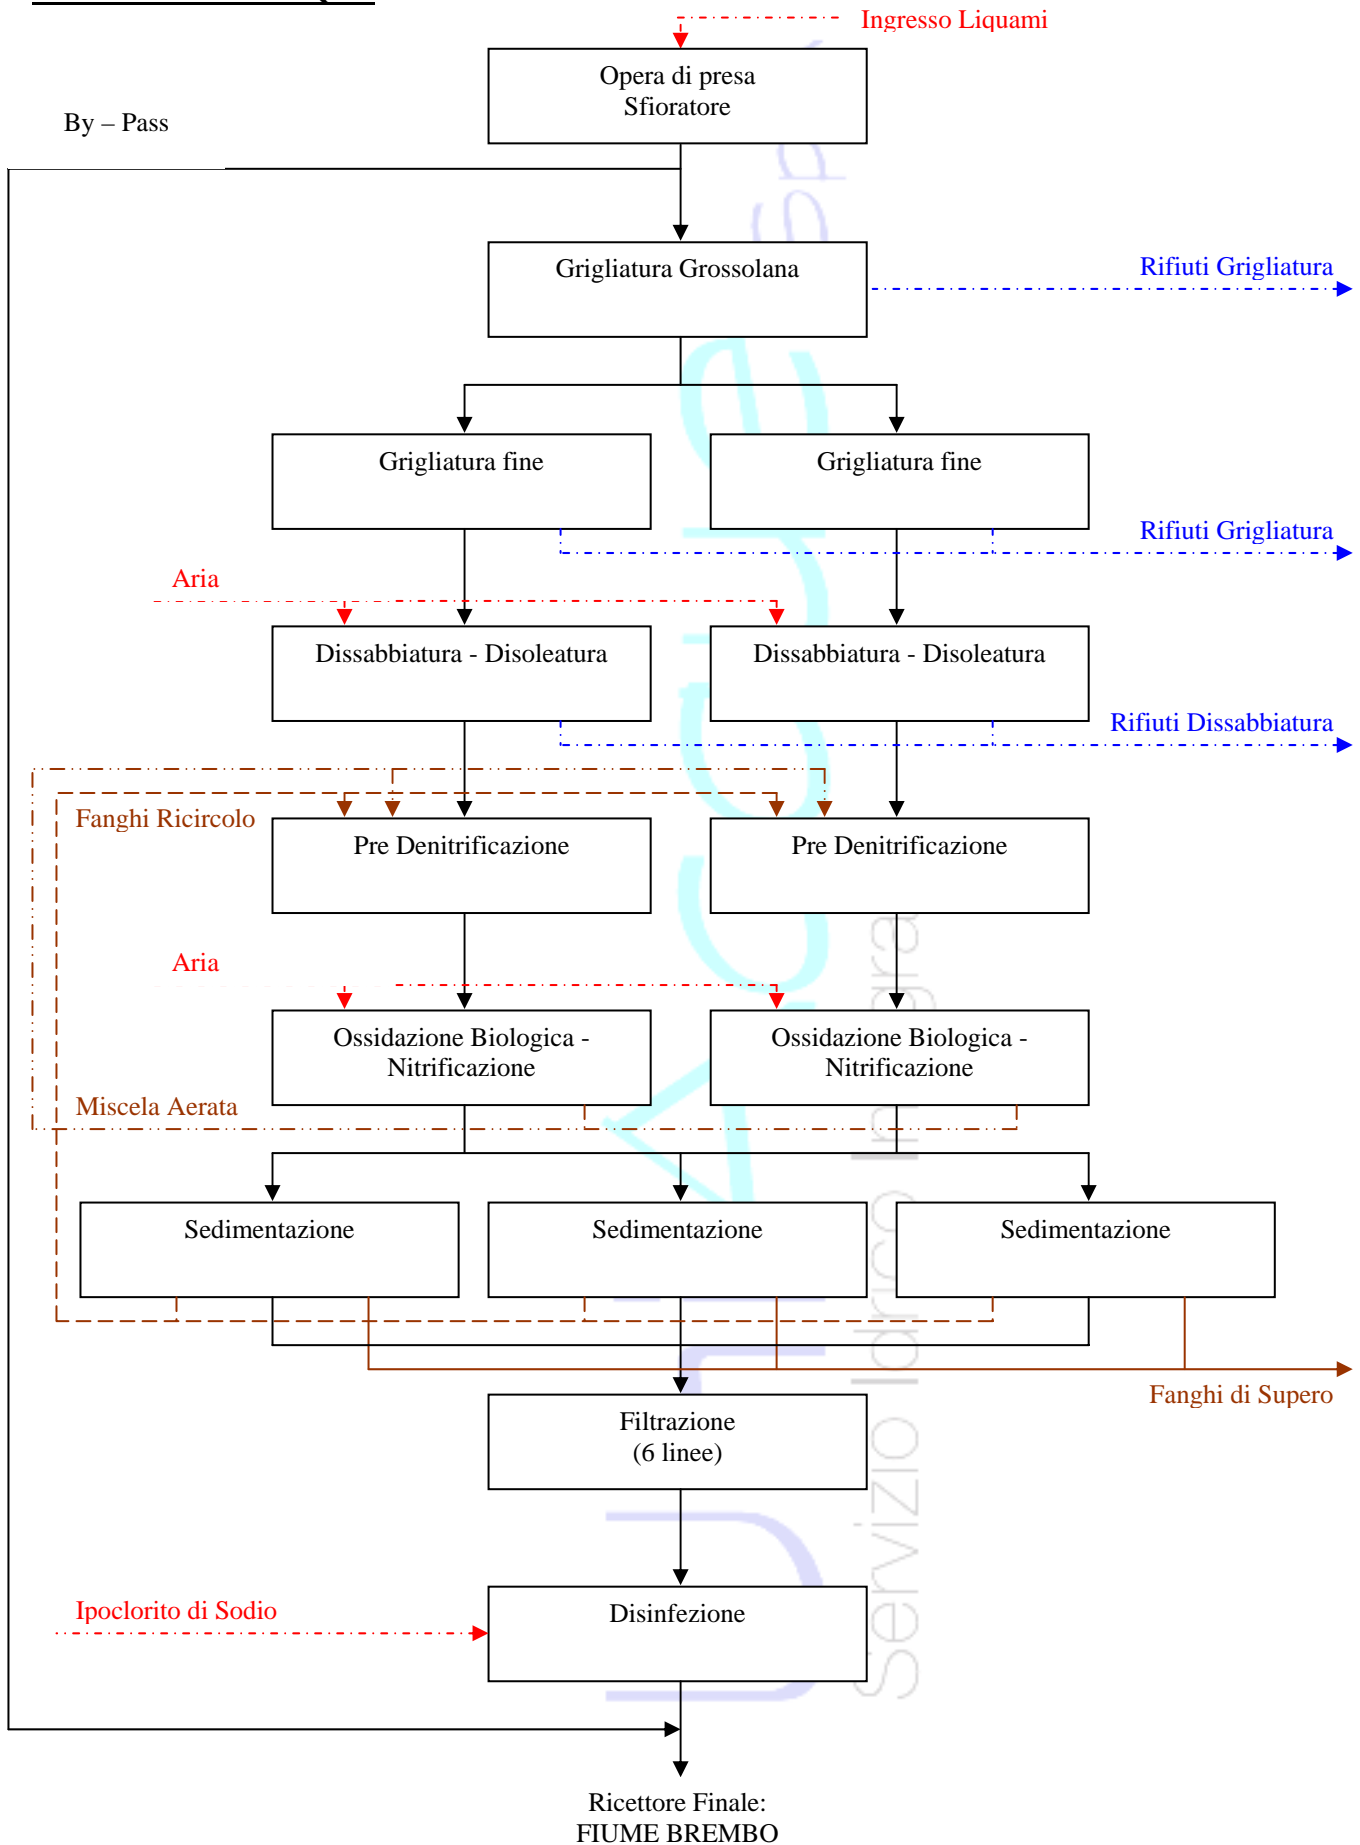 Ingresso Liquami
Opera di presa
Sfioratore
By – Pass
Grigliatura Grossolana
Rifiuti Grigliatura
Grigliatura fine
Grigliatura fine
Rifiuti Grigliatura
Aria
Dissabbiatura - Disoleatura
Dissabbiatura - Disoleatura
Rifiuti Dissabbiatura
Fanghi Ricircolo
Pre Denitrificazione
Pre Denitrificazione
Aria
Ossidazione Biologica -
Nitrificazione
Ossidazione Biologica -
Nitrificazione
Miscela Aerata
Sedimentazione
Sedimentazione
Sedimentazione
Fanghi di Supero
Filtrazione
(6 linee)
Ipoclorito di Sodio
Disinfezione
Ricettore Finale:
FIUME BREMBO
Servizio Idrico